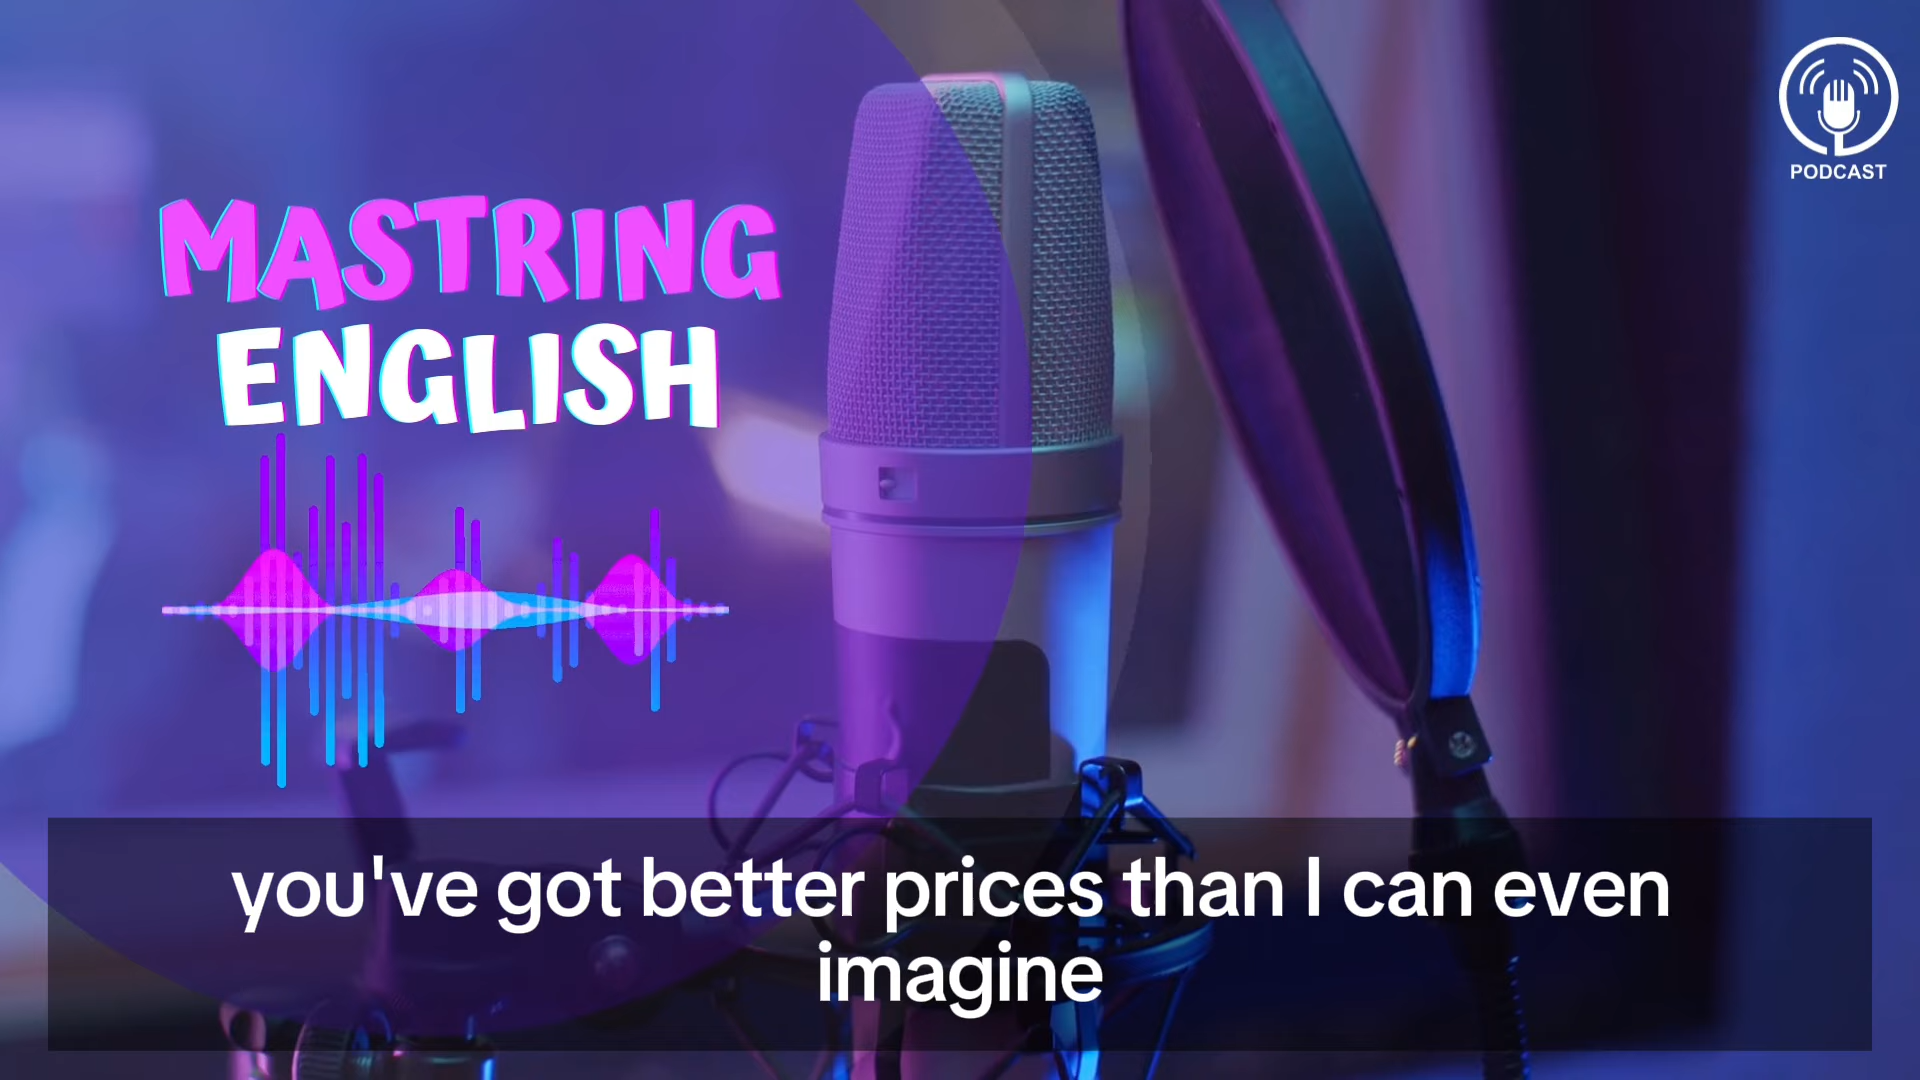 PODCAST
MASTRING
ENGLISH
you've got better prices than I can even
imagine